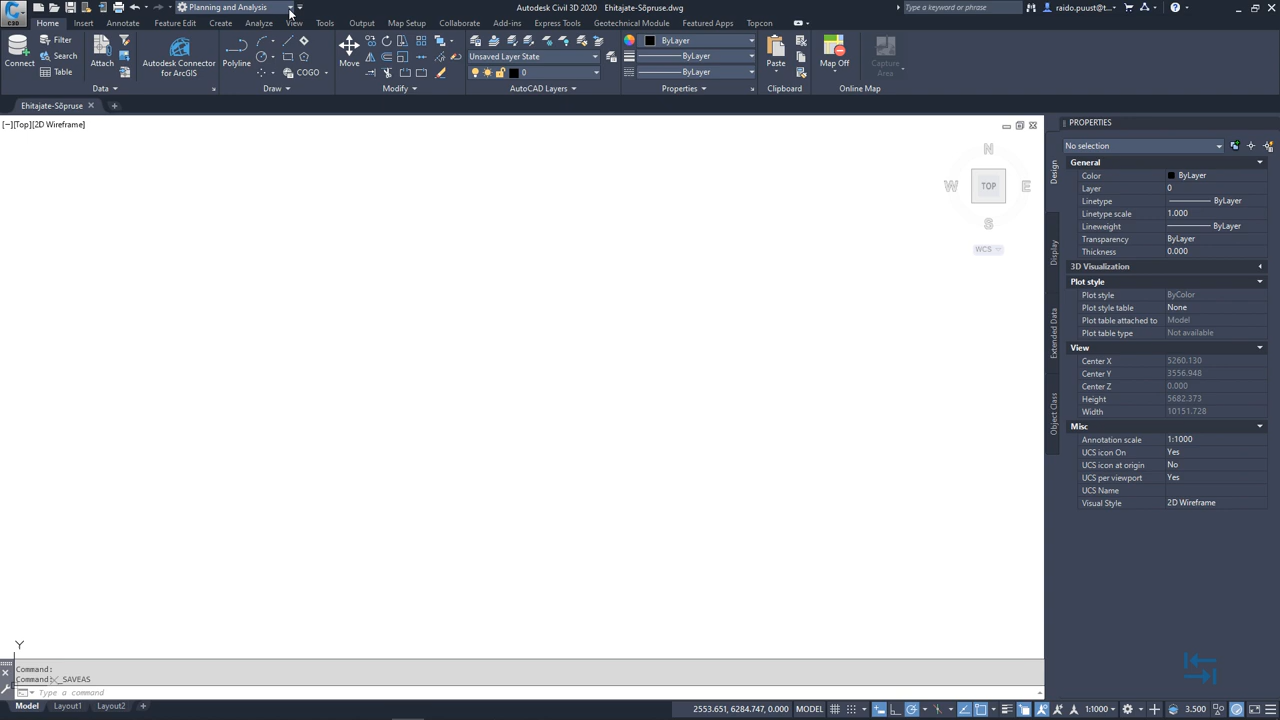 Planning and Analysis
Autodesk Civil 3D 2020 Ehitajate-Sõpruse.dwg
Type a keyword or phrase
raido.puust@t...
C3D
Home Insert Annotate Feature Edit Create Analyze View Tools Output Map Setup Collaborate Add-ins Express Tools Geotechnical Module Featured Apps Topcon
Connect
Filter
Search
Table
Attach
Autodesk Connector
for ArcGIS
Polyline
COGO
Move
Unsaved Layer State
0
ByLayer
ByLayer
ByLayer
Paste
Map Off
Capture
Area
Data Draw Modify AutoCAD Layers Properties Clipboard Online Map
Ehitajate-Sõpruse
[−][Top][2D Wireframe]
N
W TOP E
S
WCS
PROPERTIES
No selection
Design
Display
Extended Data
Object Class
General
Color ByLayer
Layer 0
Linetype ByLayer
Linetype scale 1.000
Lineweight ByLayer
Transparency ByLayer
Thickness 0.000
3D Visualization
Plot style
Plot style ByColor
Plot style table None
Plot table attached to Model
Plot table type Not available
View
Center X 5260.130
Center Y 3556.948
Center Z 0.000
Height 5682.373
Width 10151.728
Misc
Annotation scale 1:1000
UCS icon On Yes
UCS icon at origin No
UCS per viewport Yes
UCS Name
Visual Style 2D Wireframe
Y
Command:
Command: _SAVEAS
Type a command
Model Layout1 Layout2
2553.651, 6284.747, 0.000 MODEL 1:1000 3.500